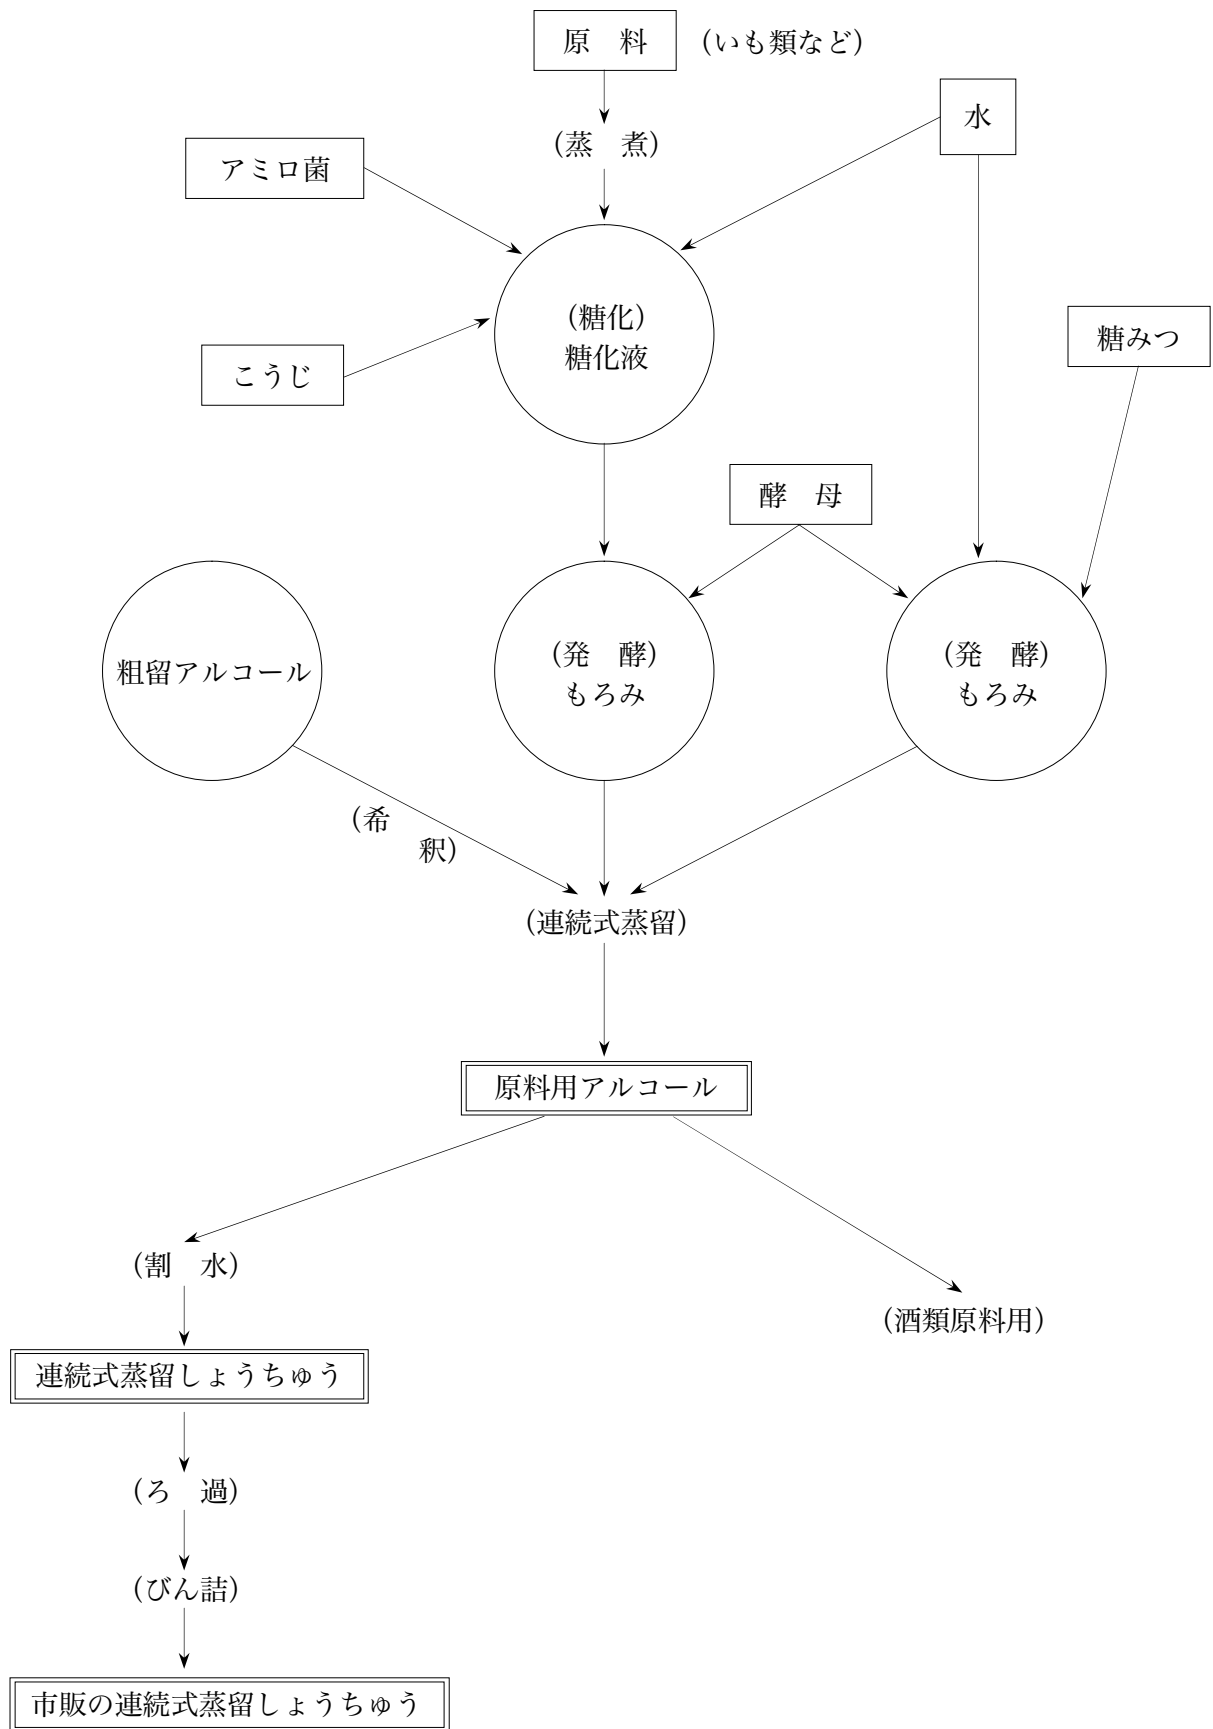 原　料　（いも類など）
（蒸　煮）
水
アミロ菌
（糖化）
糖化液
糖みつ
こうじ
酵　母
粗留アルコール
（発　酵）
もろみ
（発　酵）
もろみ
（希
釈）
（連続式蒸留）
原料用アルコール
（割　水）
（酒類原料用）
連続式蒸留しょうちゅう
（ろ　過）
（びん詰）
市販の連続式蒸留しょうちゅう